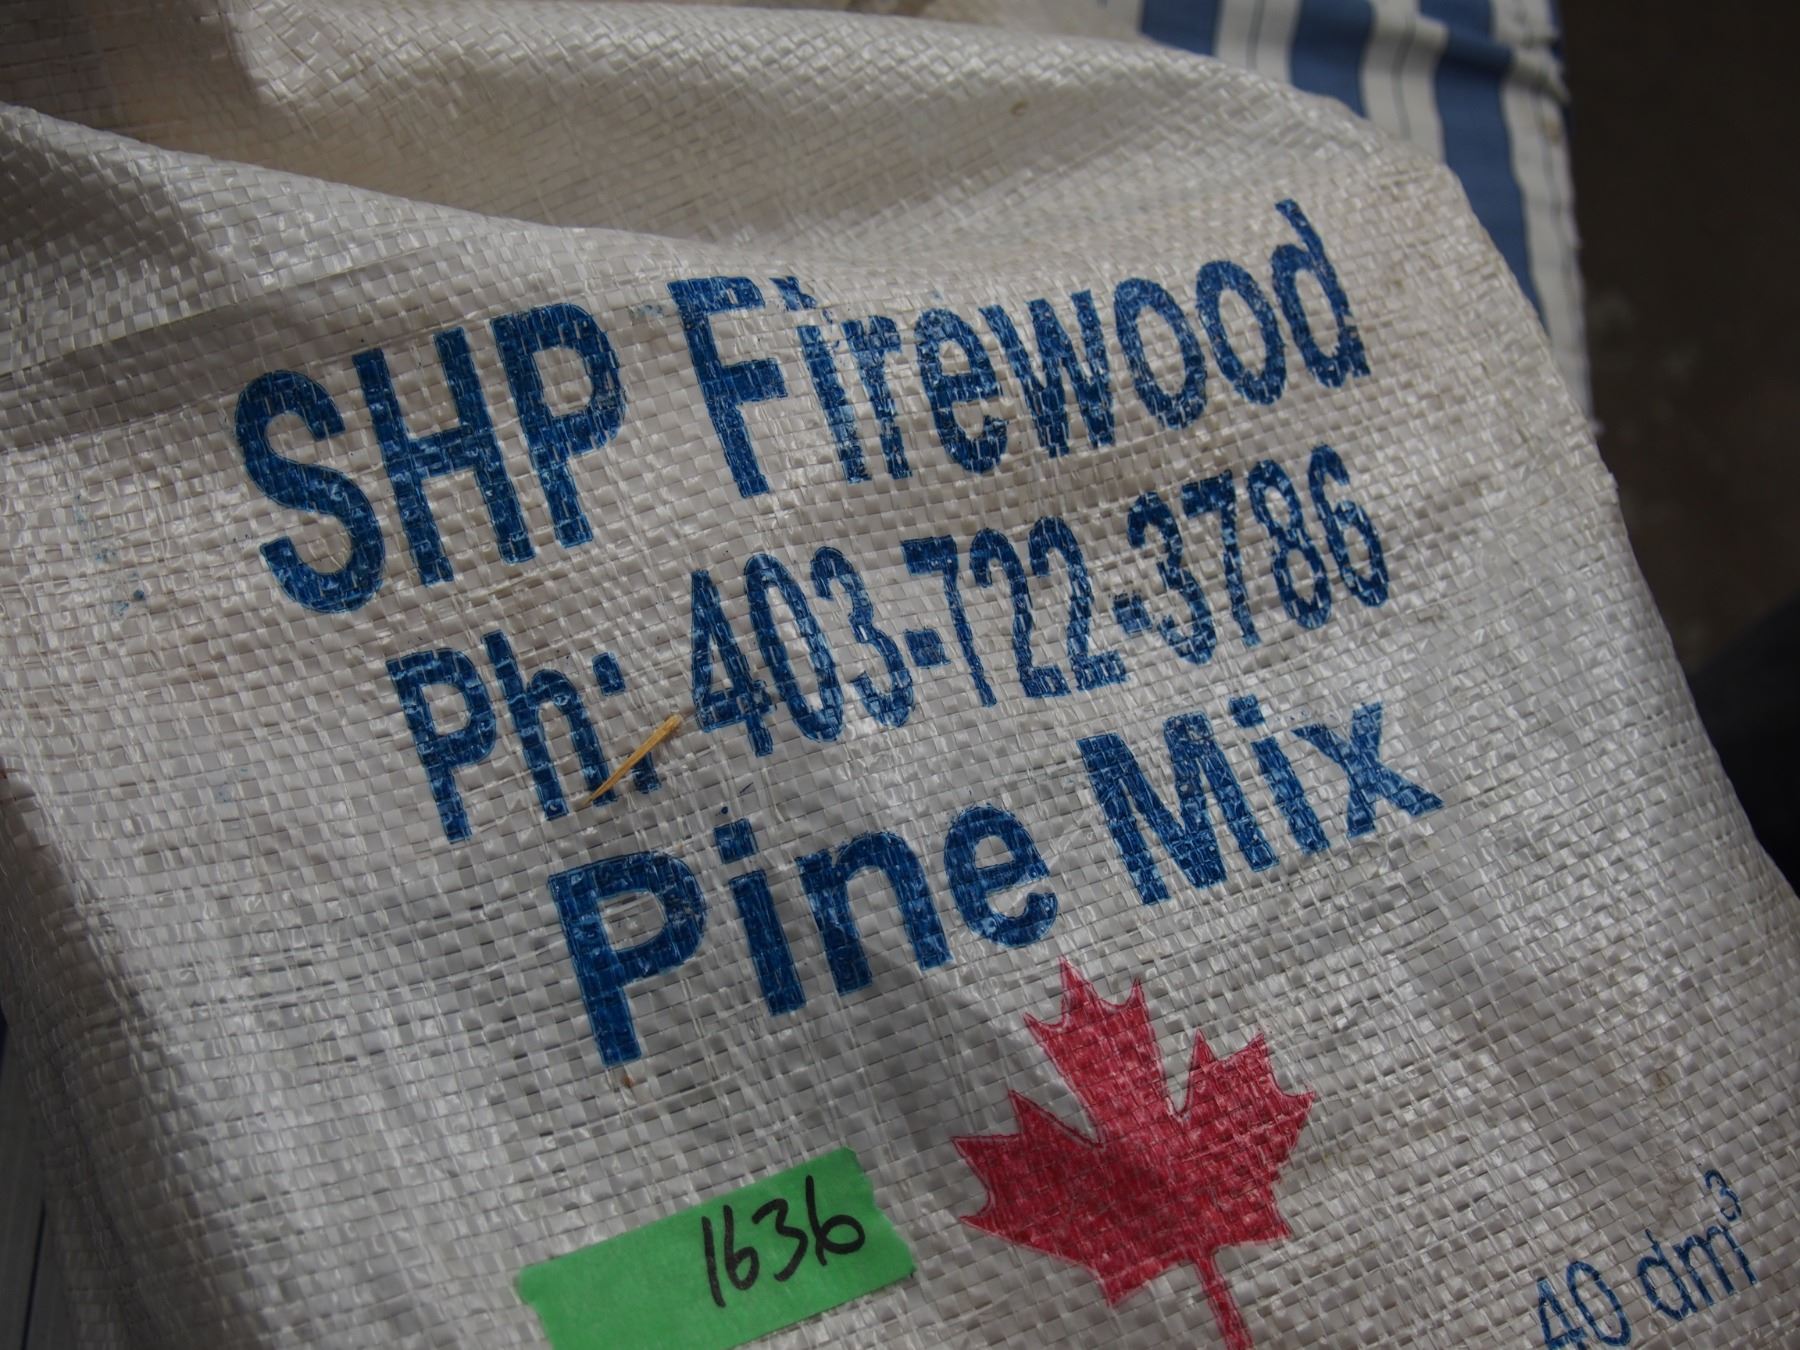 SHP Firewood
Ph: 403-722-3786
Pine Mix
1636
40 dm³